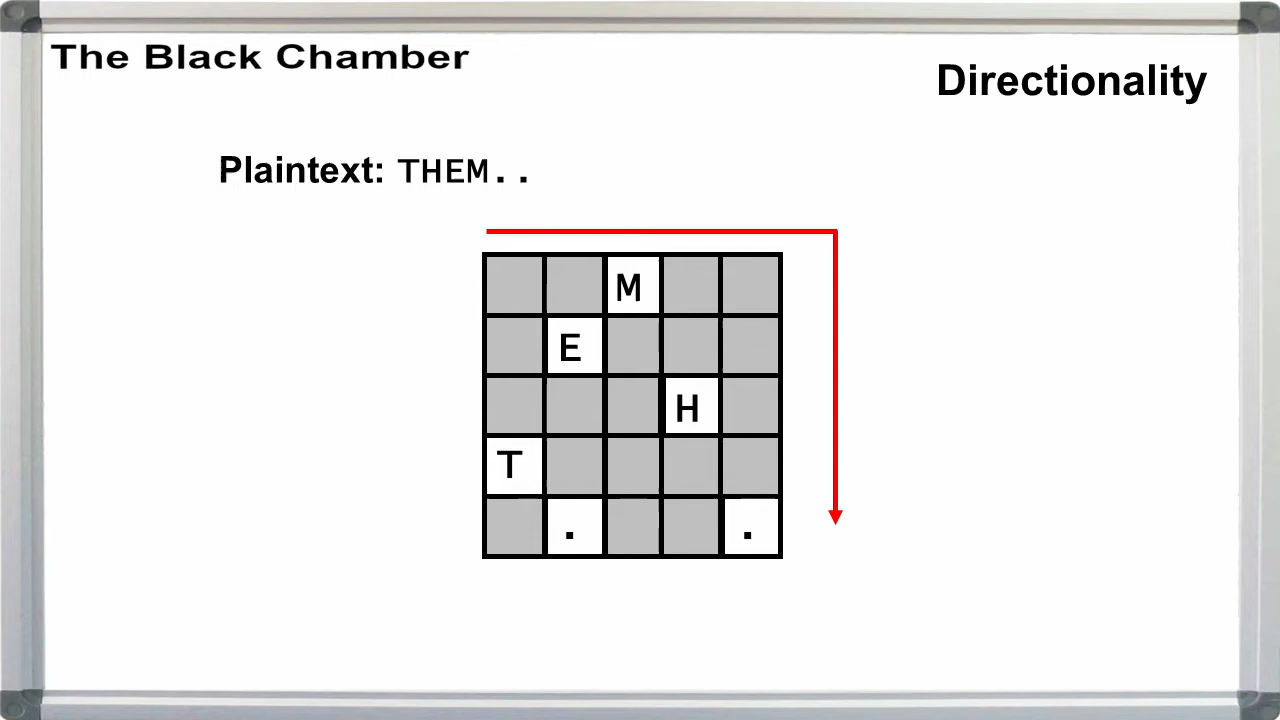 The Black Chamber
Directionality
Plaintext: THEM..
M
E
H
T
. .